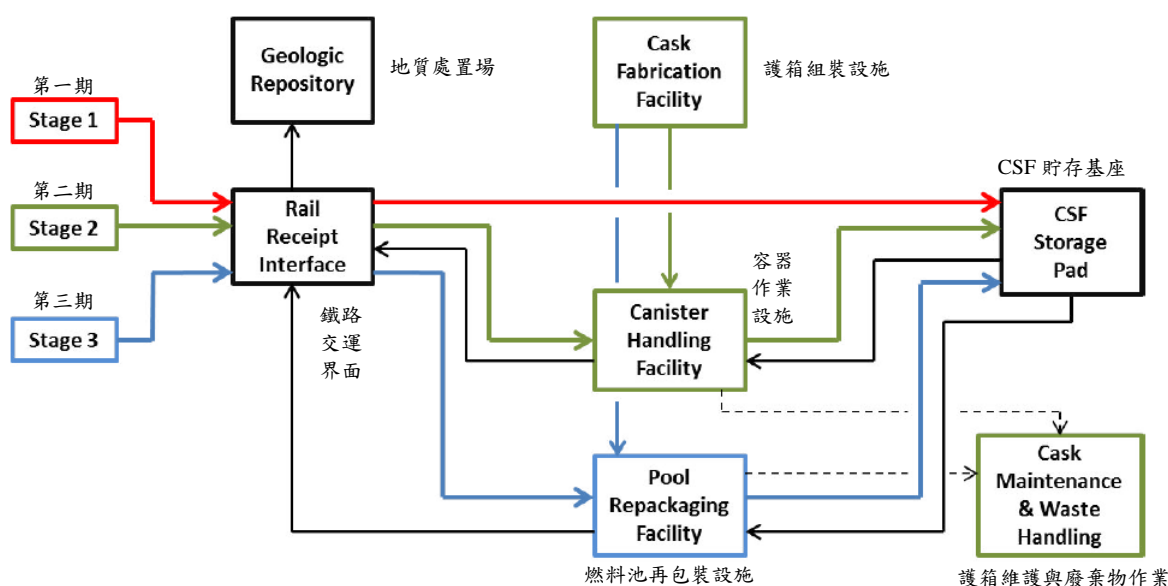 Geologic
Repository
地質處置場
Cask
Fabrication
Facility
護箱組裝設施
第一期
Stage 1
第二期
Stage 2
第三期
Stage 3
Rail
Receipt
Interface
鐵路
交運
界面
CSF 貯存基座
CSF
Storage
Pad
容器
作業
設施
Canister
Handling
Facility
Pool
Repackaging
Facility
燃料池再包裝設施
Cask
Maintenance
& Waste
Handling
護箱維護與廢棄物作業